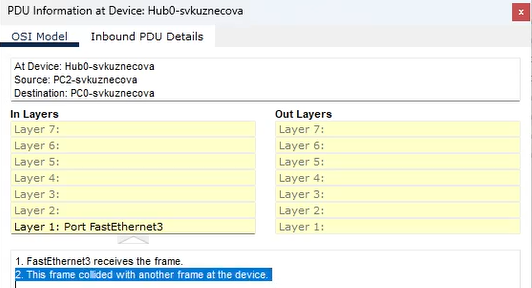 PDU Information at Device: Hub0-svkuznecova
x
OSI Model Inbound PDU Details
At Device: Hub0-svkuznecova
Source: PC2-svkuznecova
Destination: PC0-svkuznecova
In Layers Out Layers
Layer 7: Layer 7:
Layer 6: Layer 6:
Layer 5: Layer 5:
Layer 4: Layer 4:
Layer 3: Layer 3:
Layer 2: Layer 2:
Layer 1: Port FastEthernet3 Layer 1:
1. FastEthernet3 receives the frame.
2. This frame collided with another frame at the device.